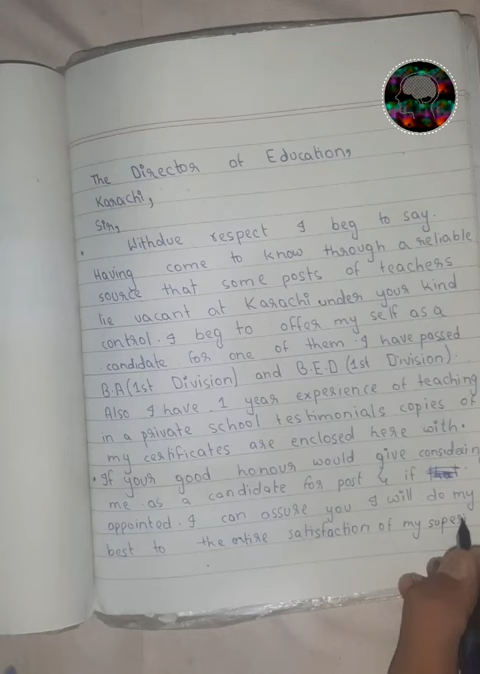 The Director of Education,
Karachi,
Sir,
Withdue respect I beg to say.
Having come to know through a reliable
source that some posts of teachers
lie vacant at Karachi under your kind
control. I beg to offer my self as a
candidate for one of them. I have passed
B.A (1st Division) and B.E.D (1st Division).
Also I have 1 year experience of teaching
in a private school testimonials copies of
my certificates are enclosed here with.
• If your good honour would give considering
me as a candidate for post & if
appointed. I can assure you I will do my
best to the entire satisfaction of my super